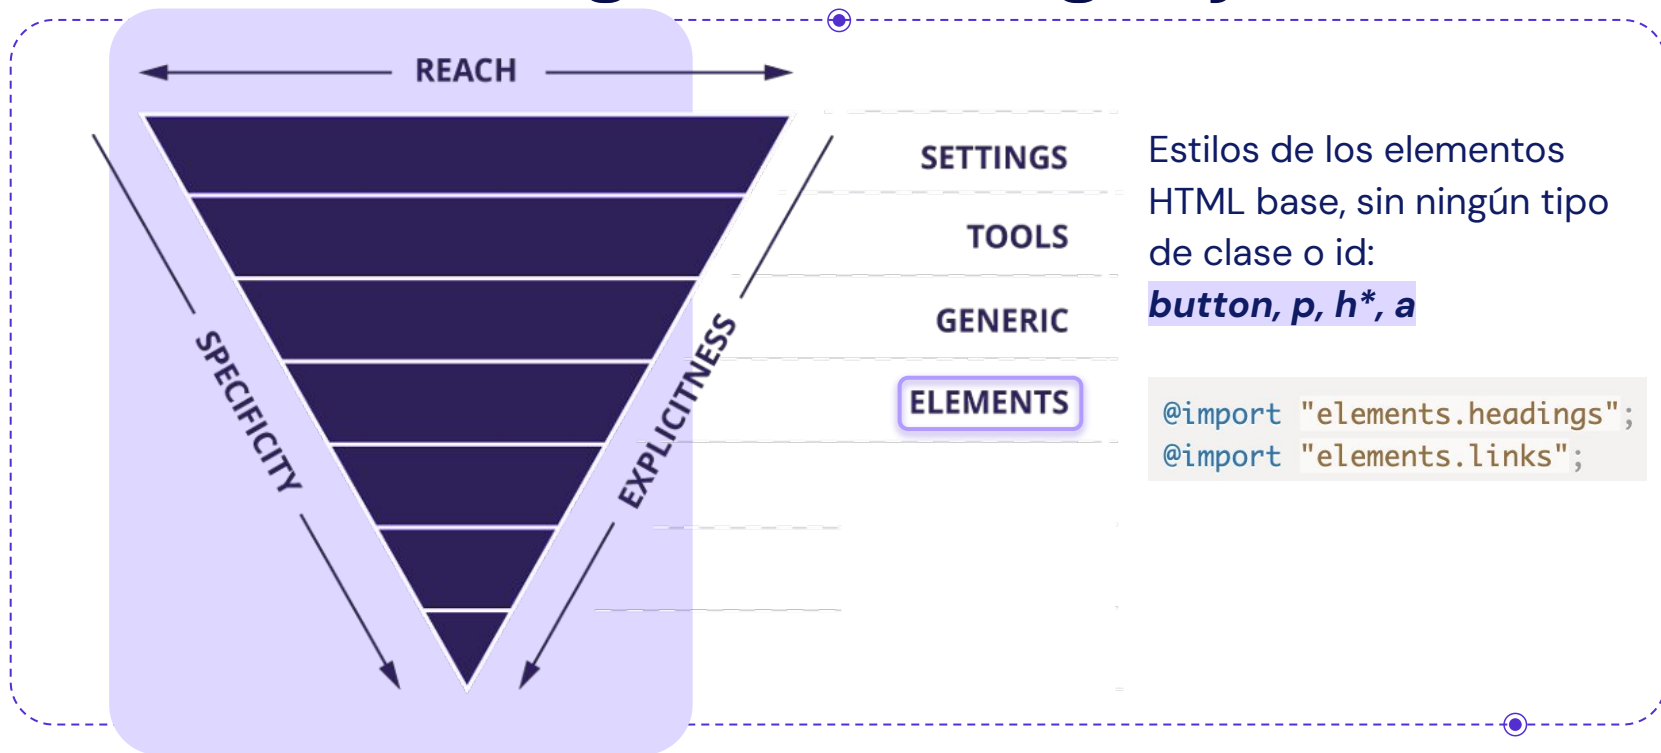 REACH
SPECIFICITY
EXPLICITNESS
SETTINGS
TOOLS
GENERIC
ELEMENTS
Estilos de los elementos
HTML base, sin ningún tipo
de clase o id:
button, p, h*, a
@import "elements.headings";
@import "elements.links";